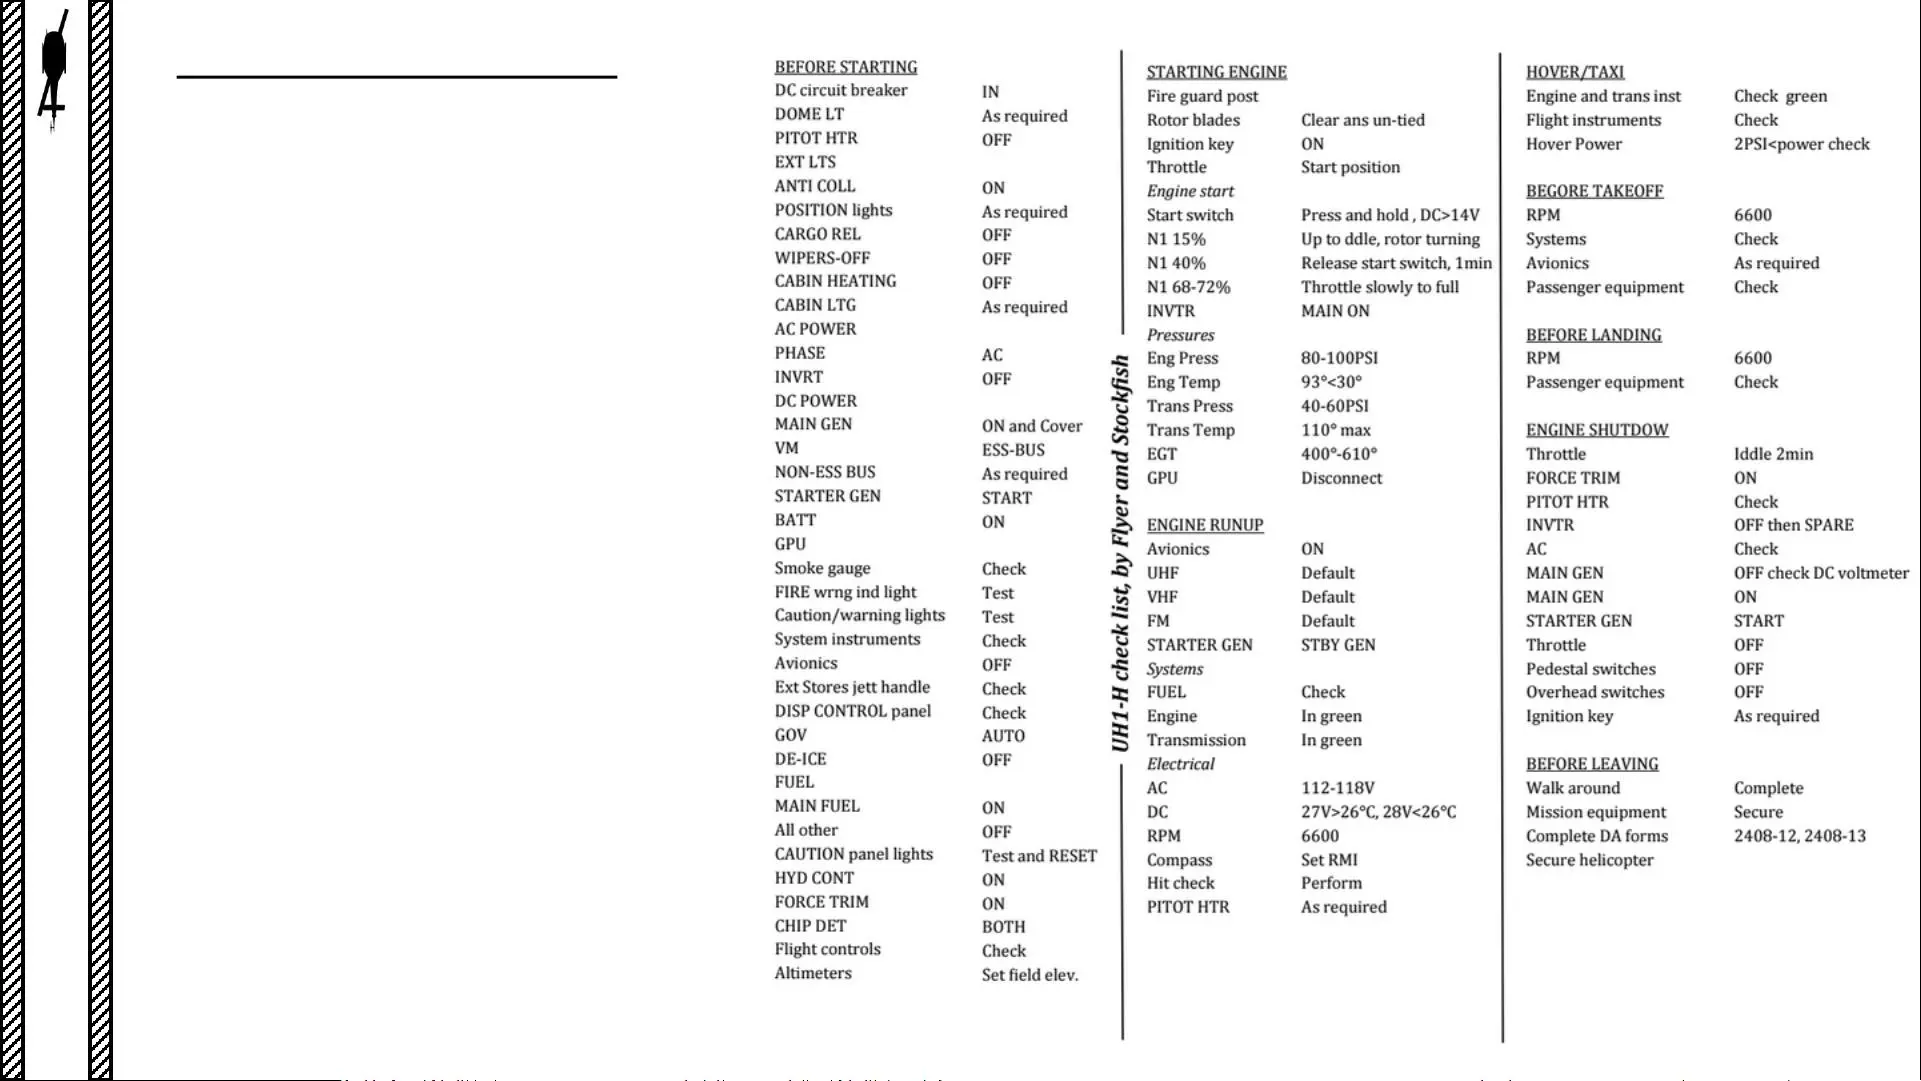 BEFORE STARTING
DC circuit breaker IN
DOME LT As required
PITOT HTR OFF
EXT LTS
ANTI COLL ON
POSITION lights As required
CARGO REL OFF
WIPERS-OFF OFF
CABIN HEATING OFF
CABIN LTG As required
AC POWER
PHASE AC
INVRT OFF
DC POWER
MAIN GEN ON and Cover
VM ESS-BUS
NON-ESS BUS As required
STARTER GEN START
BATT ON
GPU
Smoke gauge Check
FIRE wrng ind light Test
Caution/warning lights Test
System instruments Check
Avionics OFF
Ext Stores jett handle Check
DISP CONTROL panel Check
GOV AUTO
DE-ICE OFF
FUEL
MAIN FUEL ON
All other OFF
CAUTION panel lights Test and RESET
HYD CONT ON
FORCE TRIM ON
CHIP DET BOTH
Flight controls Check
Altimeters Set field elev.
UH1-H check list, by Flyer and Stockfish
STARTING ENGINE
Fire guard post
Rotor blades Clear ans un-tied
Ignition key ON
Throttle Start position
Engine start
Start switch Press and hold , DC>14V
N1 15% Up to ddle, rotor turning
N1 40% Release start switch, 1min
N1 68-72% Throttle slowly to full
INVTR MAIN ON
Pressures
Eng Press 80-100PSI
Eng Temp 93°<30°
Trans Press 40-60PSI
Trans Temp 110° max
EGT 400°-610°
GPU Disconnect
ENGINE RUNUP
Avionics ON
UHF Default
VHF Default
FM Default
STARTER GEN STBY GEN
Systems
FUEL Check
Engine In green
Transmission In green
Electrical
AC 112-118V
DC 27V>26°C, 28V<26°C
RPM 6600
Compass Set RMI
Hit check Perform
PITOT HTR As required
HOVER/TAXI
Engine and trans inst Check green
Flight instruments Check
Hover Power 2PSI<power check
BEGORE TAKEOFF
RPM 6600
Systems Check
Avionics As required
Passenger equipment Check
BEFORE LANDING
RPM 6600
Passenger equipment Check
ENGINE SHUTDOW
Throttle Iddle 2min
FORCE TRIM ON
PITOT HTR Check
INVTR OFF then SPARE
AC Check
MAIN GEN OFF check DC voltmeter
MAIN GEN ON
STARTER GEN START
Throttle OFF
Pedestal switches OFF
Overhead switches OFF
Ignition key As required
BEFORE LEAVING
Walk around Complete
Mission equipment Secure
Complete DA forms 2408-12, 2408-13
Secure helicopter